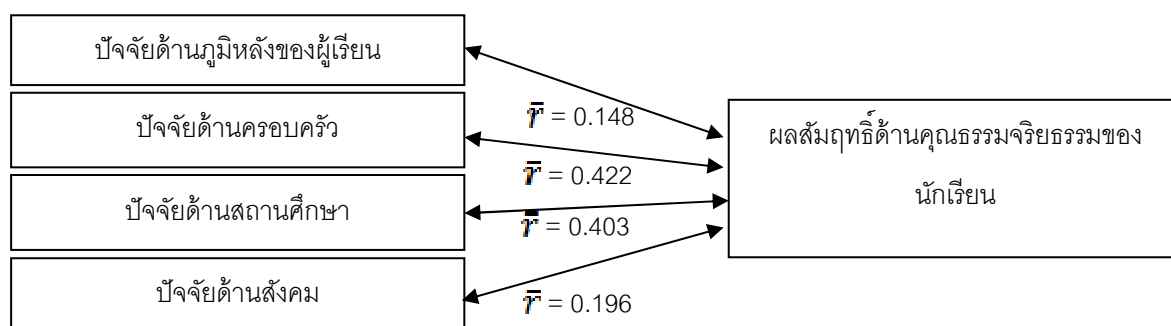 ปัจจัยด้านภูมิหลังของผู้เรียน
r̄ = 0.148
ปัจจัยด้านครอบครัว
r̄ = 0.422
ปัจจัยด้านสถานศึกษา
r̄ = 0.403
ปัจจัยด้านสังคม
r̄ = 0.196
ผลสัมฤทธิ์ด้านคุณธรรมจริยธรรมของ
นักเรียน